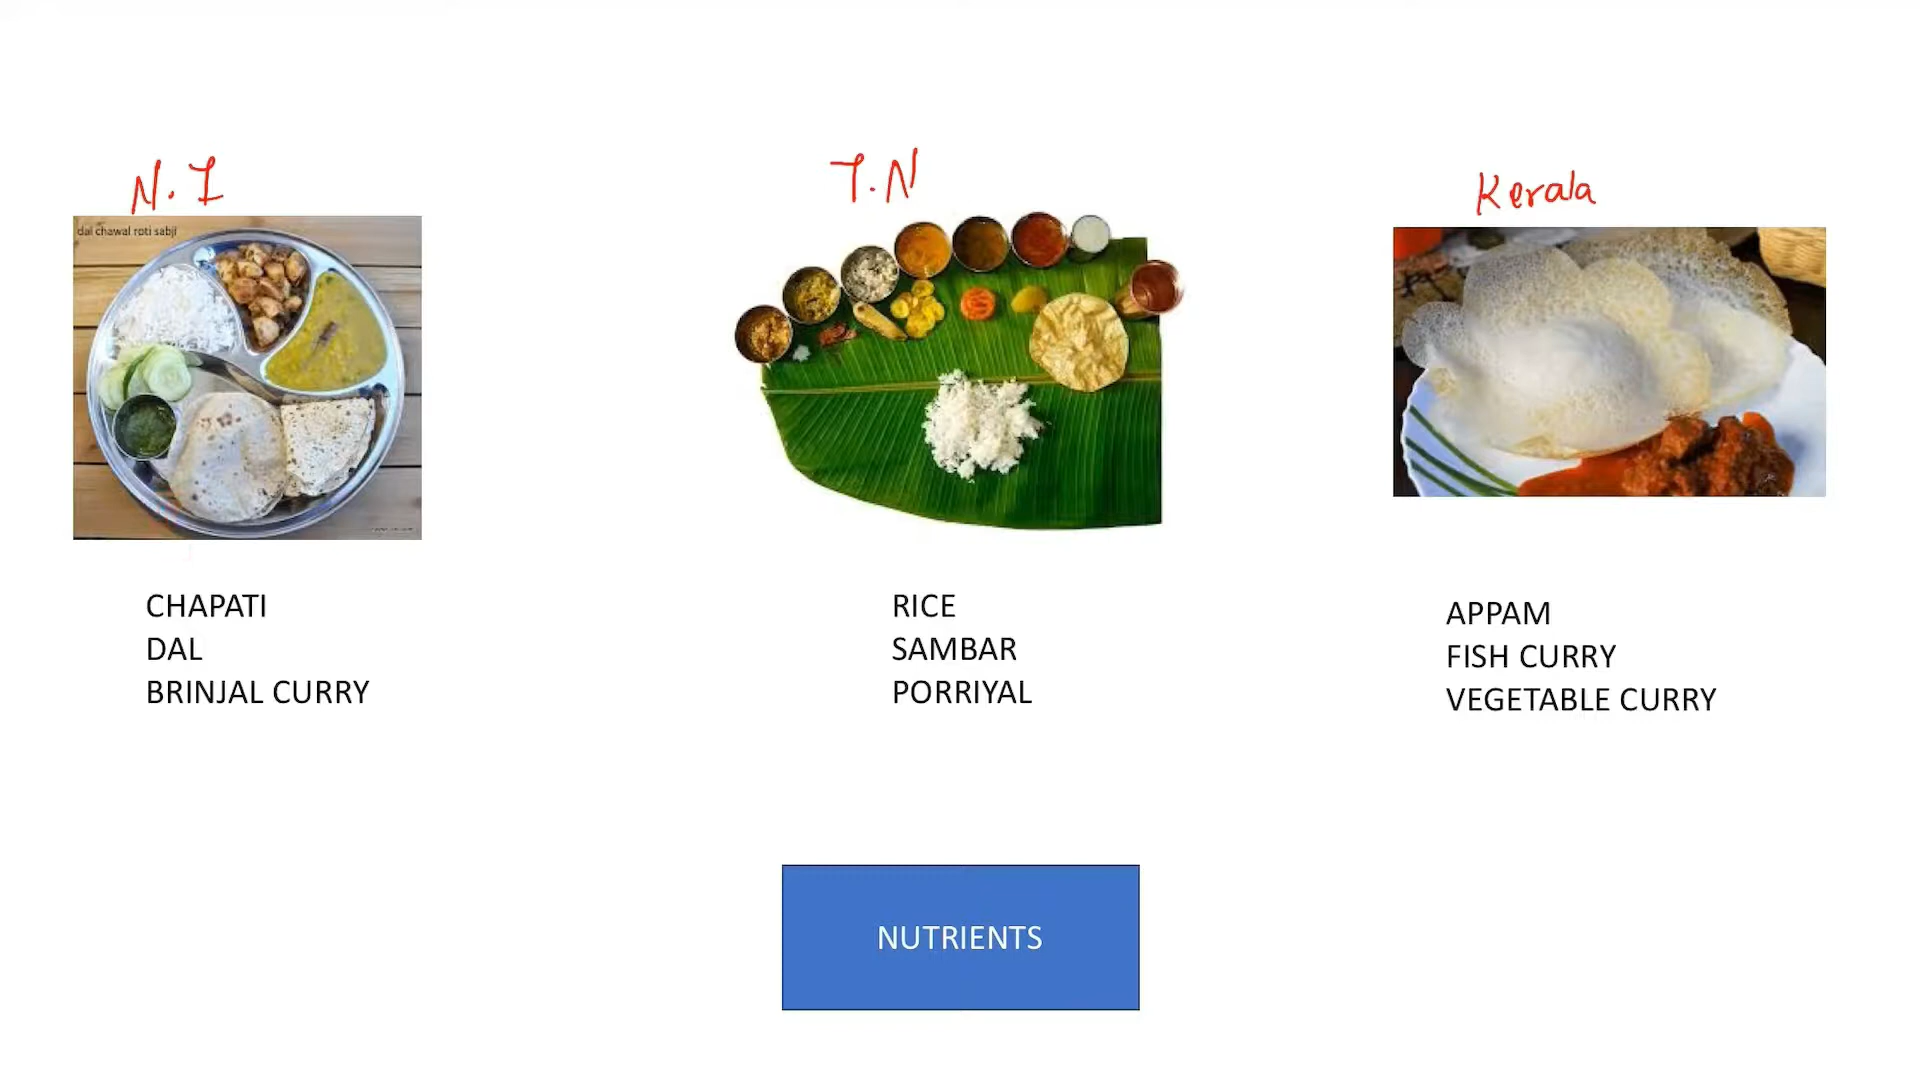 N.I
T.N
Kerala
dal chawal roti sabji
CHAPATI
DAL
BRINJAL CURRY
RICE
SAMBAR
PORRIYAL
APPAM
FISH CURRY
VEGETABLE CURRY
NUTRIENTS